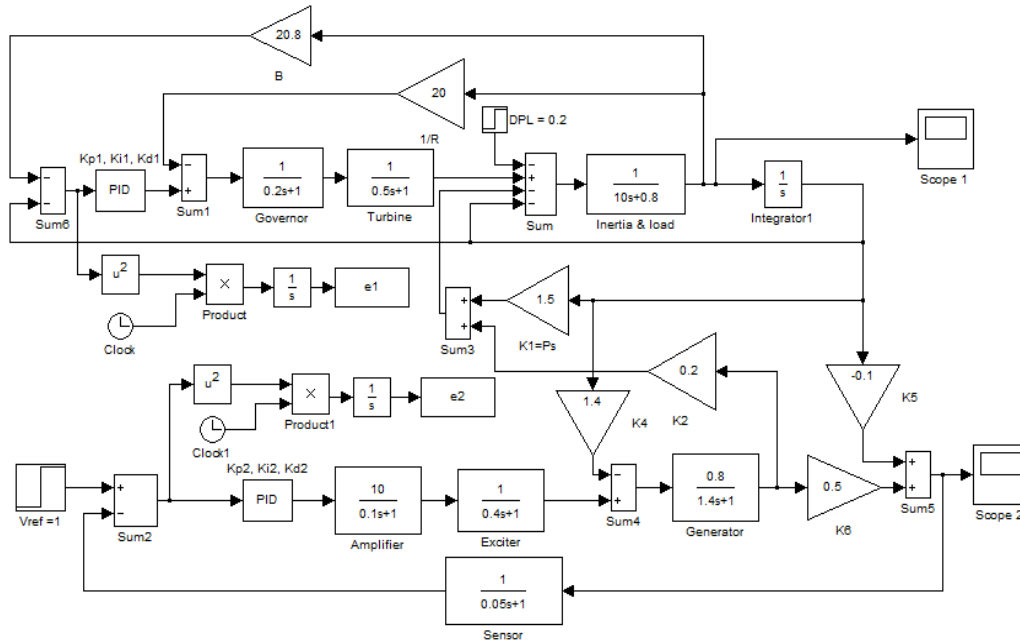 20.8
B
20
DPL = 0.2
1/R
Kp1, Ki1, Kd1
PID
Sum6
Sum1
1
0.2s+1
Governor
1
0.5s+1
Turbine
Sum
1
10s+0.8
Inertia & load
1
s
Integrator1
Scope 1
u2
×
Product
Clock
1
s
e1
Sum3
1.5
K1=Ps
0.2
K2
1.4
K4
-0.1
K5
u2
×
Product1
Clock1
1
s
e2
Vref =1
Sum2
Kp2, Ki2, Kd2
PID
10
0.1s+1
Amplifier
1
0.4s+1
Exciter
Sum4
0.8
1.4s+1
Generator
0.5
K6
Sum5
Scope 2
1
0.05s+1
Sensor